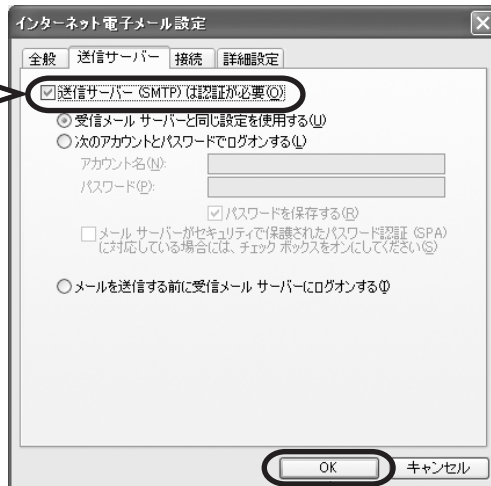 インターネット電子メール設定
全般 送信サーバー 接続 詳細設定
送信サーバー (SMTP) は認証が必要(O)
受信メール サーバーと同じ設定を使用する(U)
次のアカウントとパスワードでログオンする(L)
アカウント名(N):
パスワード(P):
パスワードを保存する(R)
メール サーバーがセキュリティで保護されたパスワード認証 (SPA)
に対応している場合には、チェック ボックスをオンにしてください(S)
メールを送信する前に受信メール サーバーにログオンする(I)
OK キャンセル